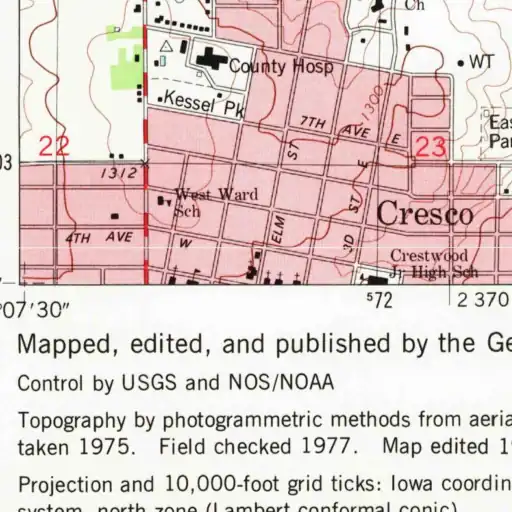 Ch
WT
County Hosp
Kessel Pk
1300
7TH AVE E
22
23
Eas
Pa
03
1312
ST
E
West Ward
Sch
ELM
3D ST
Cresco
4TH AVE W
Crestwood
Jr High Sch
07'30"
572
2 370
Mapped, edited, and published by the Ge
Control by USGS and NOS/NOAA
Topography by photogrammetric methods from aeria
taken 1975. Field checked 1977. Map edited 1
Projection and 10,000-foot grid ticks: Iowa coordin
system, north zone (Lambert conformal conic)